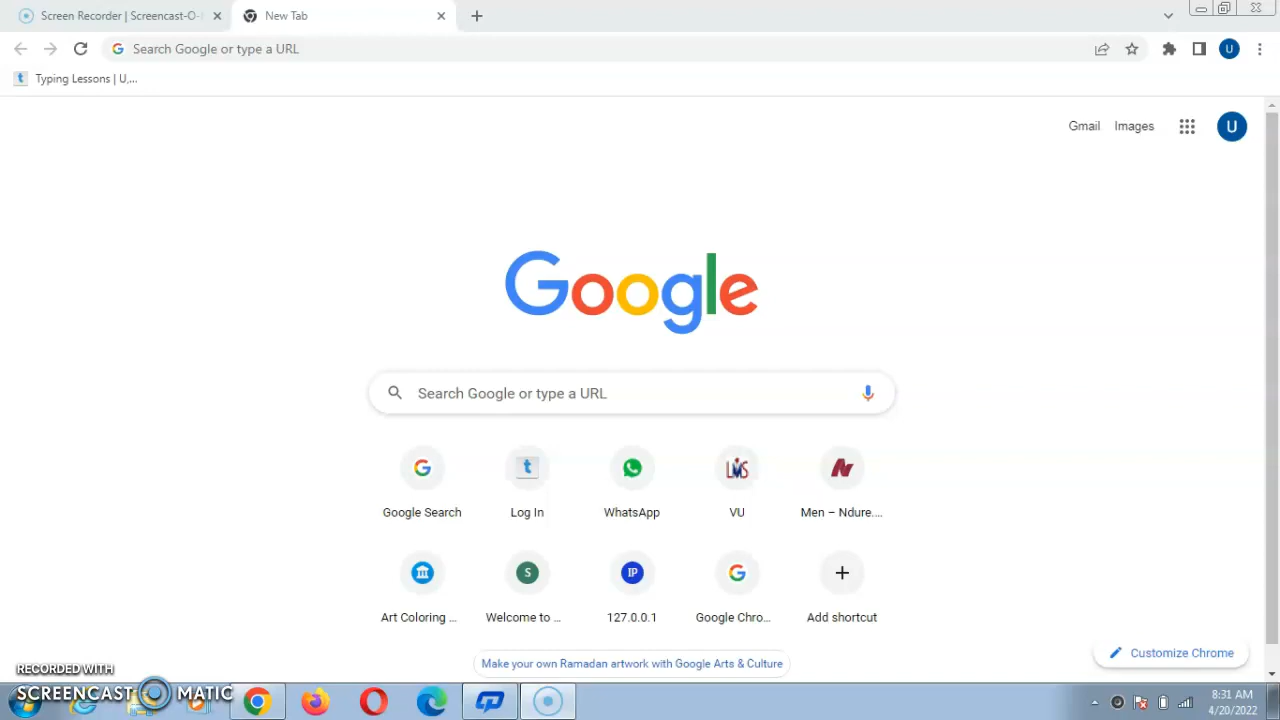 Screen Recorder | Screencast-O-
New Tab
Search Google or type a URL
U
Typing Lessons | U,...
Gmail
Images
U
Google
Search Google or type a URL
Google Search
t
Log In
WhatsApp
LMS
VU
N
Men – Ndure....
Art Coloring ...
S
Welcome to ...
IP
127.0.0.1
Google Chro...
Add shortcut
Make your own Ramadan artwork with Google Arts & Culture
Customize Chrome
RECORDED WITH
SCREENCAST O MATIC
8:31 AM
4/20/2022